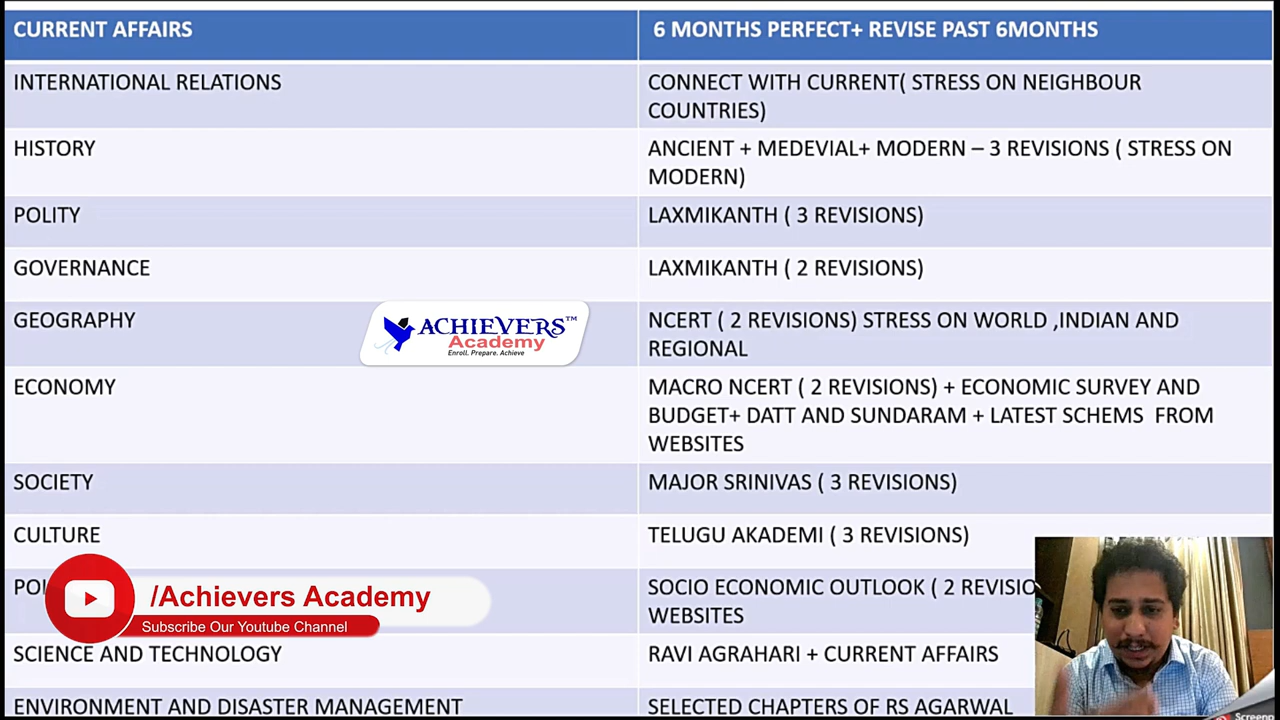 CURRENT AFFAIRS
6 MONTHS PERFECT+ REVISE PAST 6MONTHS
INTERNATIONAL RELATIONS
CONNECT WITH CURRENT( STRESS ON NEIGHBOUR
COUNTRIES)
HISTORY
ANCIENT + MEDEVIAL+ MODERN – 3 REVISIONS ( STRESS ON
MODERN)
POLITY
LAXMIKANTH ( 3 REVISIONS)
GOVERNANCE
LAXMIKANTH ( 2 REVISIONS)
GEOGRAPHY
ACHIEVERS™
Academy
Enroll. Prepare. Achieve
NCERT ( 2 REVISIONS) STRESS ON WORLD ,INDIAN AND
REGIONAL
ECONOMY
MACRO NCERT ( 2 REVISIONS) + ECONOMIC SURVEY AND
BUDGET+ DATT AND SUNDARAM + LATEST SCHEMS FROM
WEBSITES
SOCIETY
MAJOR SRINIVAS ( 3 REVISIONS)
CULTURE
TELUGU AKADEMI ( 3 REVISIONS)
/Achievers Academy
Subscribe Our Youtube Channel
SOCIO ECONOMIC OUTLOOK ( 2
WEBSITES
SCIENCE AND TECHNOLOGY
RAVI AGRAHARI + CURRENT AFFAIRS
ENVIRONMENT AND DISASTER MANAGEMENT
SELECTED CHAPTERS OF RS AGARWAL